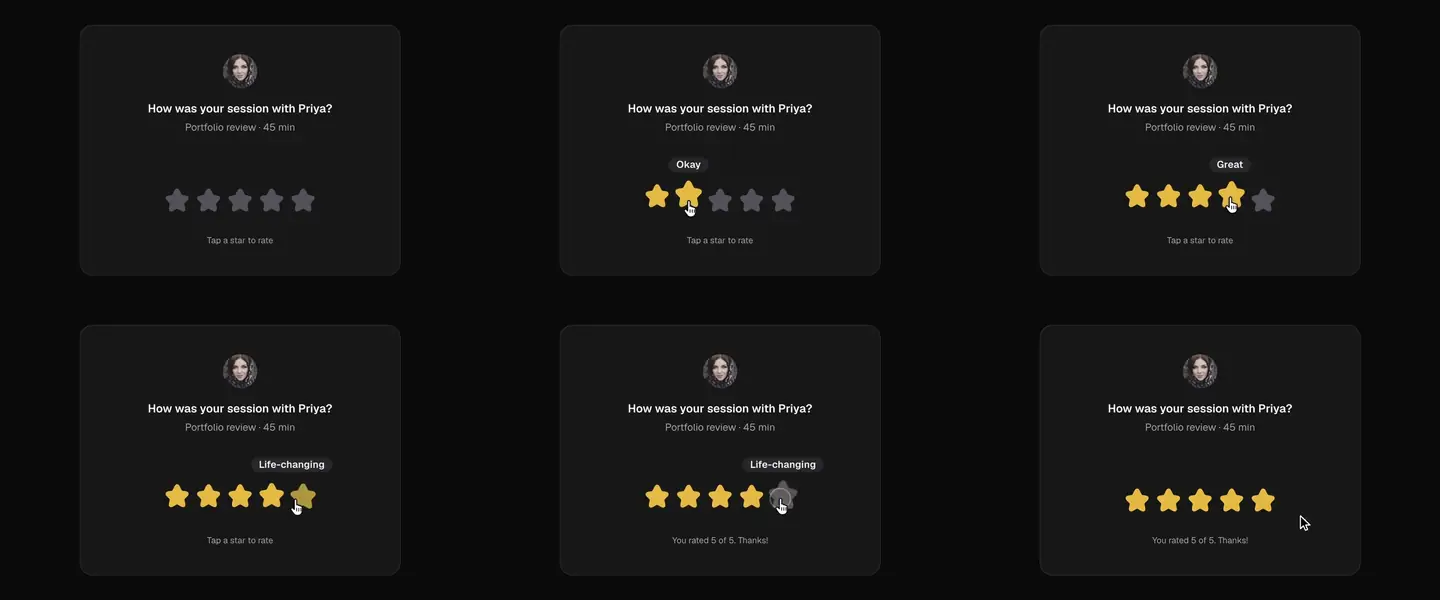 How was your session with Priya?
Portfolio review · 45 min
Tap a star to rate
How was your session with Priya?
Portfolio review · 45 min
Okay
Tap a star to rate
How was your session with Priya?
Portfolio review · 45 min
Great
Tap a star to rate
How was your session with Priya?
Portfolio review · 45 min
Life-changing
Tap a star to rate
How was your session with Priya?
Portfolio review · 45 min
Life-changing
You rated 5 of 5. Thanks!
How was your session with Priya?
Portfolio review · 45 min
You rated 5 of 5. Thanks!